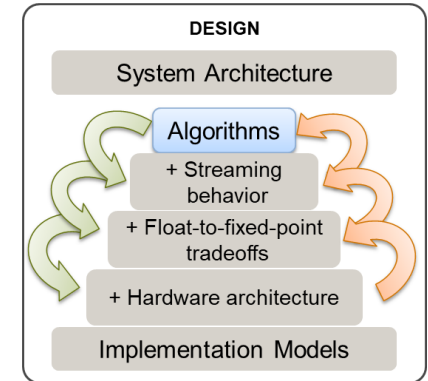 DESIGN
System Architecture
Algorithms
+ Streaming
behavior
+ Float-to-fixed-point
tradeoffs
+ Hardware architecture
Implementation Models